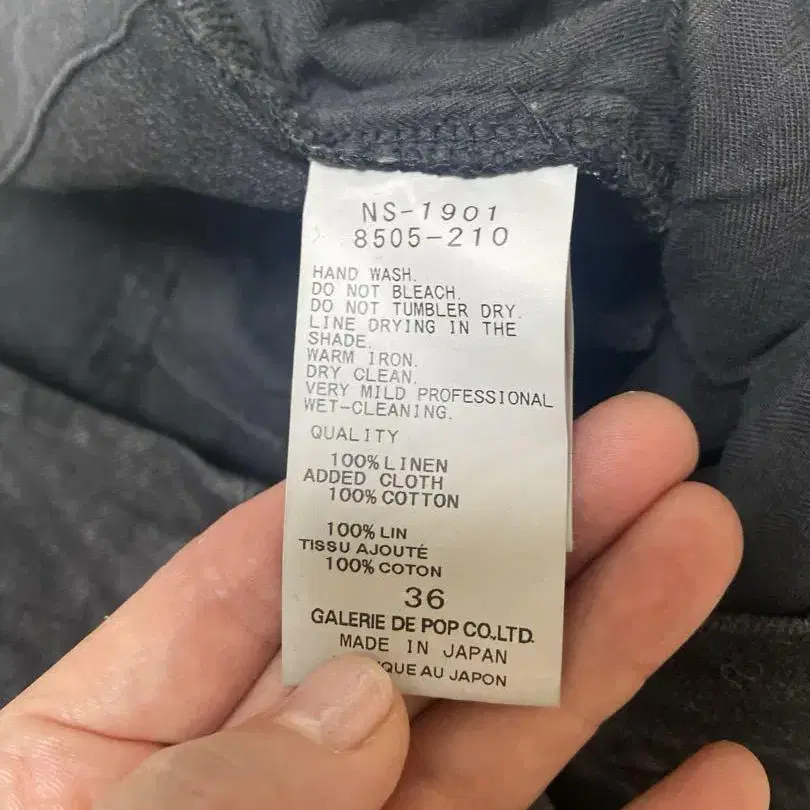 NS-1901
8505-210
HAND WASH.
DO NOT BLEACH.
DO NOT TUMBLER DRY.
LINE DRYING IN THE
SHADE.
WARM IRON.
DRY CLEAN.
VERY MILD PROFESSIONAL
WET-CLEANING.
QUALITY
100% LINEN
ADDED CLOTH
100% COTTON
100% LIN
TISSU AJOUTÉ
100% COTON
36
GALERIE DE POP CO.,LTD.
MADE IN JAPAN
AU JAPON